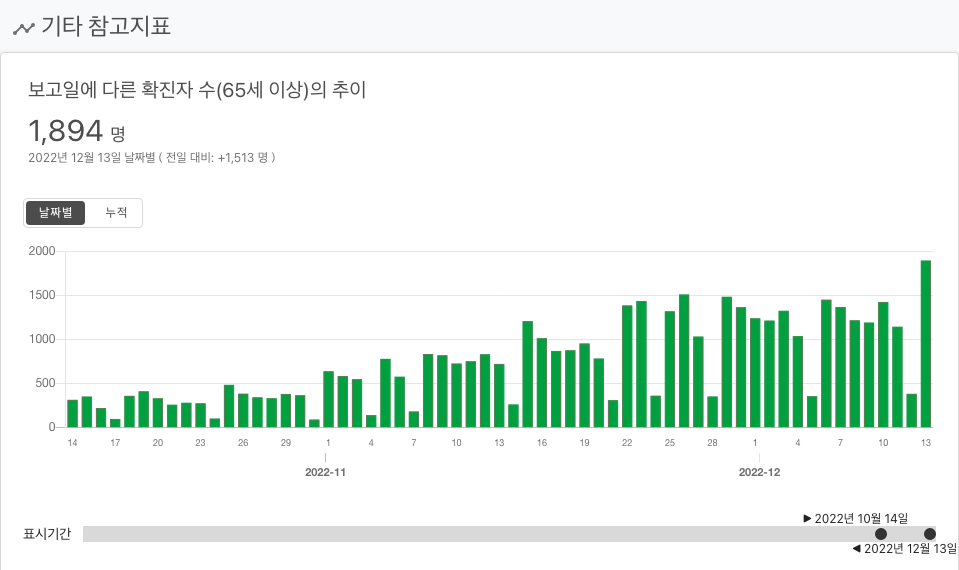 기타 참고지표
보고일에 다른 확진자 수(65세 이상)의 추이
1,894 명
2022년 12월 13일 날짜별 ( 전일 대비: +1,513 명 )
날짜별 누적
2000
1500
1000
500
0
14 17 20 23 26 29 1 4 7 10 13 16 19 22 25 28 1 4 7 10 13
2022-11 2022-12
▶ 2022년 10월 14일
표시기간
◀ 2022년 12월 13일